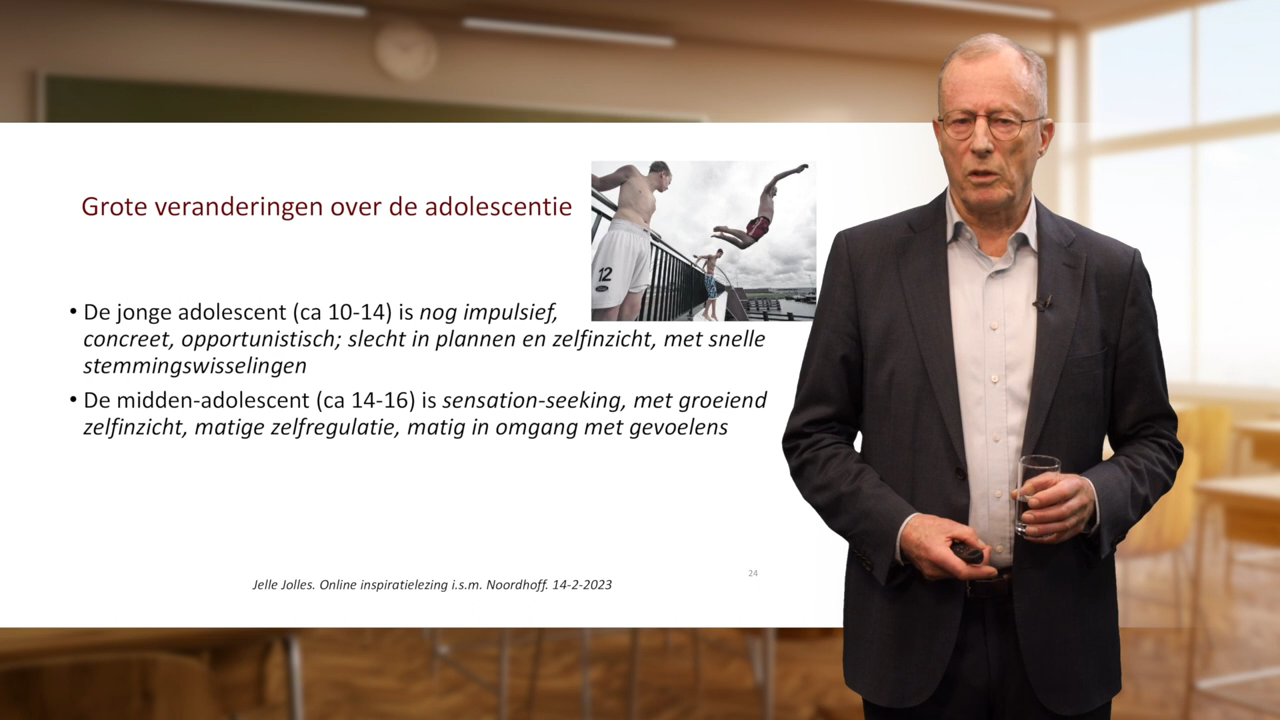 Grote veranderingen over de adolescentie
12
• De jonge adolescent (ca 10-14) is nog impulsief,
concreet, opportunistisch; slecht in plannen en zelfinzicht, met snelle
stemmingswisselingen
• De midden-adolescent (ca 14-16) is sensation-seeking, met groeiend
zelfinzicht, matige zelfregulatie, matig in omgang met gevoelens
24
Jelle Jolles. Online inspiratielezing i.s.m. Noordhoff. 14-2-2023